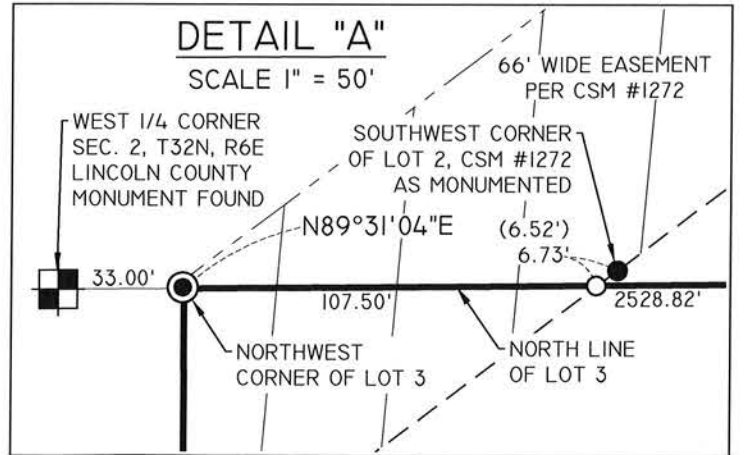 DETAIL "A"
SCALE 1" = 50'
66' WIDE EASEMENT
PER CSM #1272
WEST 1/4 CORNER
SEC. 2, T32N, R6E
LINCOLN COUNTY
MONUMENT FOUND
SOUTHWEST CORNER
OF LOT 2, CSM #1272
AS MONUMENTED
N89°31'04"E
(6.52')
6.73'
33.00'
107.50'
2528.82'
NORTHWEST
CORNER OF LOT 3
NORTH LINE
OF LOT 3